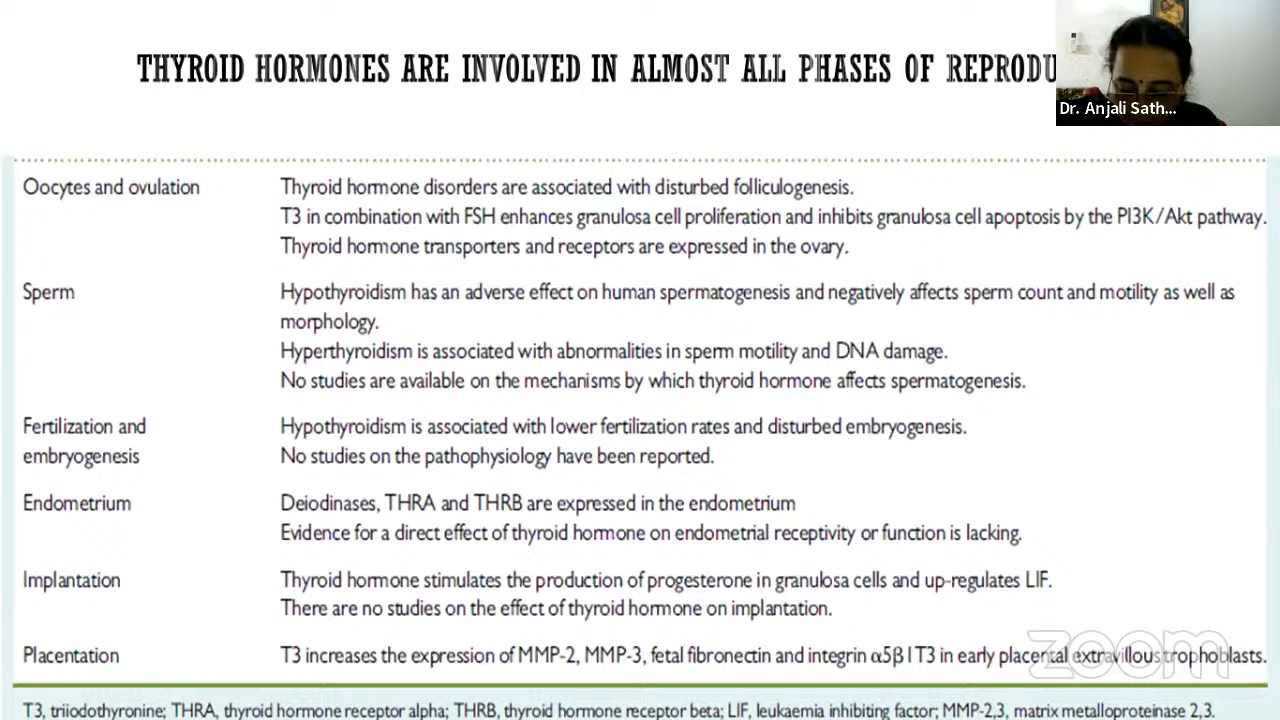 THYROID HORMONES ARE INVOLVED IN ALMOST ALL PHASES OF REPRODU
Dr. Anjali Sath...
Oocytes and ovulation
Thyroid hormone disorders are associated with disturbed folliculogenesis.
T3 in combination with FSH enhances granulosa cell proliferation and inhibits granulosa cell apoptosis by the PI3K/Akt pathway.
Thyroid hormone transporters and receptors are expressed in the ovary.
Sperm
Hypothyroidism has an adverse effect on human spermatogenesis and negatively affects sperm count and motility as well as
morphology.
Hyperthyroidism is associated with abnormalities in sperm motility and DNA damage.
No studies are available on the mechanisms by which thyroid hormone affects spermatogenesis.
Fertilization and
embryogenesis
Hypothyroidism is associated with lower fertilization rates and disturbed embryogenesis.
No studies on the pathophysiology have been reported.
Endometrium
Deiodinases, THRA and THRB are expressed in the endometrium
Evidence for a direct effect of thyroid hormone on endometrial receptivity or function is lacking.
Implantation
Thyroid hormone stimulates the production of progesterone in granulosa cells and up-regulates LIF.
There are no studies on the effect of thyroid hormone on implantation.
Placentation
T3 increases the expression of MMP-2, MMP-3, fetal fibronectin and integrin α5β1T3 in early placental extravillous trophoblasts.
zoom
T3, triiodothyronine; THRA, thyroid hormone receptor alpha; THRB, thyroid hormone receptor beta; LIF, leukaemia inhibiting factor; MMP-2,3, matrix metalloproteinase 2,3.